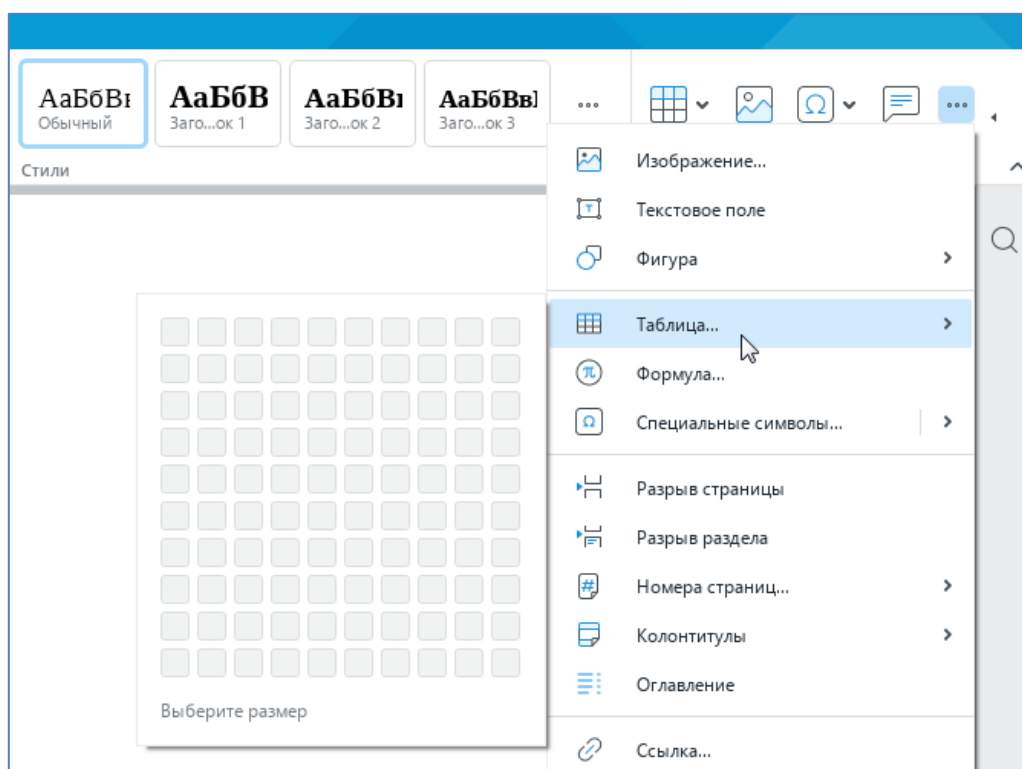 АаБбВı
АаБбВ
АаБбВı
АаБбВвl
Обычный
Заго...ок 1
Заго...ок 2
Заго...ок 3
Стили
Изображение...
Текстовое поле
Фигура
Таблица...
Формула...
Специальные символы...
Разрыв страницы
Разрыв раздела
Номера страниц...
Колонтитулы
Оглавление
Выберите размер
Ссылка...